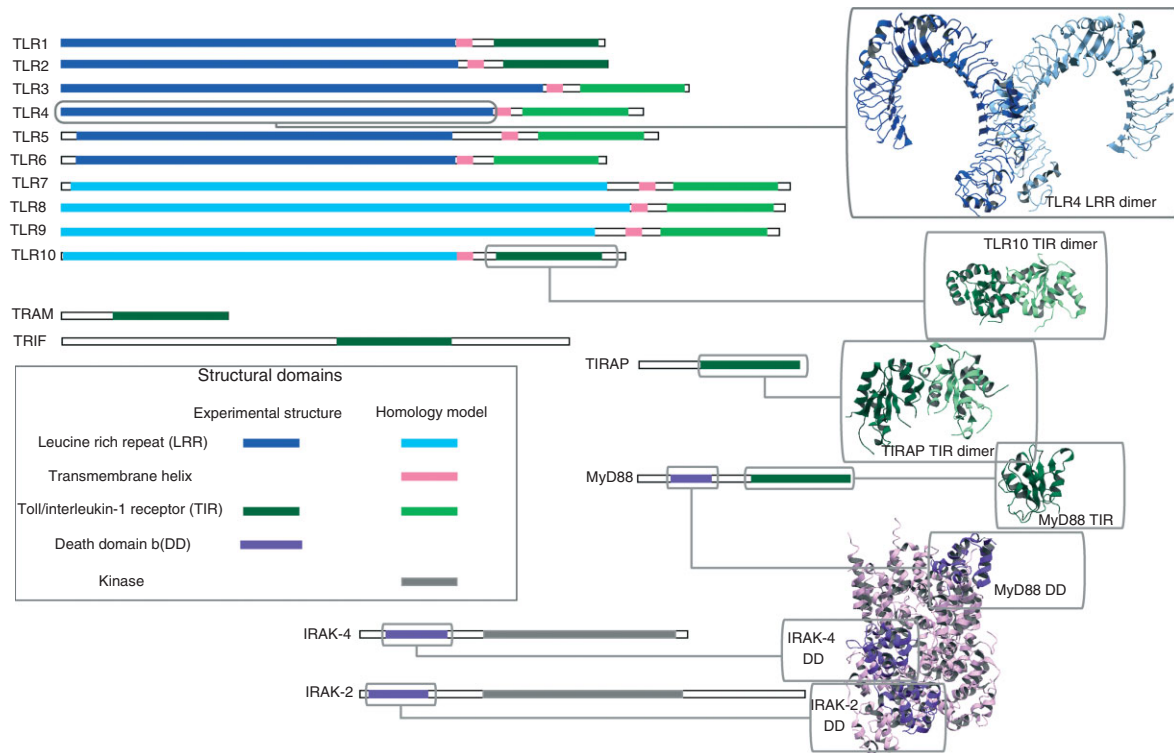 TLR1
TLR2
TLR3
TLR4
TLR5
TLR6
TLR7
TLR8
TLR9
TLR10
TLR4 LRR dimer
TLR10 TIR dimer
TRAM
TRIF
TIRAP
TIRAP TIR dimer
Structural domains
Experimental structure Homology model
Leucine rich repeat (LRR)
Transmembrane helix
Toll/interleukin-1 receptor (TIR)
Death domain b(DD)
Kinase
MyD88
MyD88 TIR
MyD88 DD
IRAK-4
IRAK-4
DD
IRAK-2
IRAK-2
DD